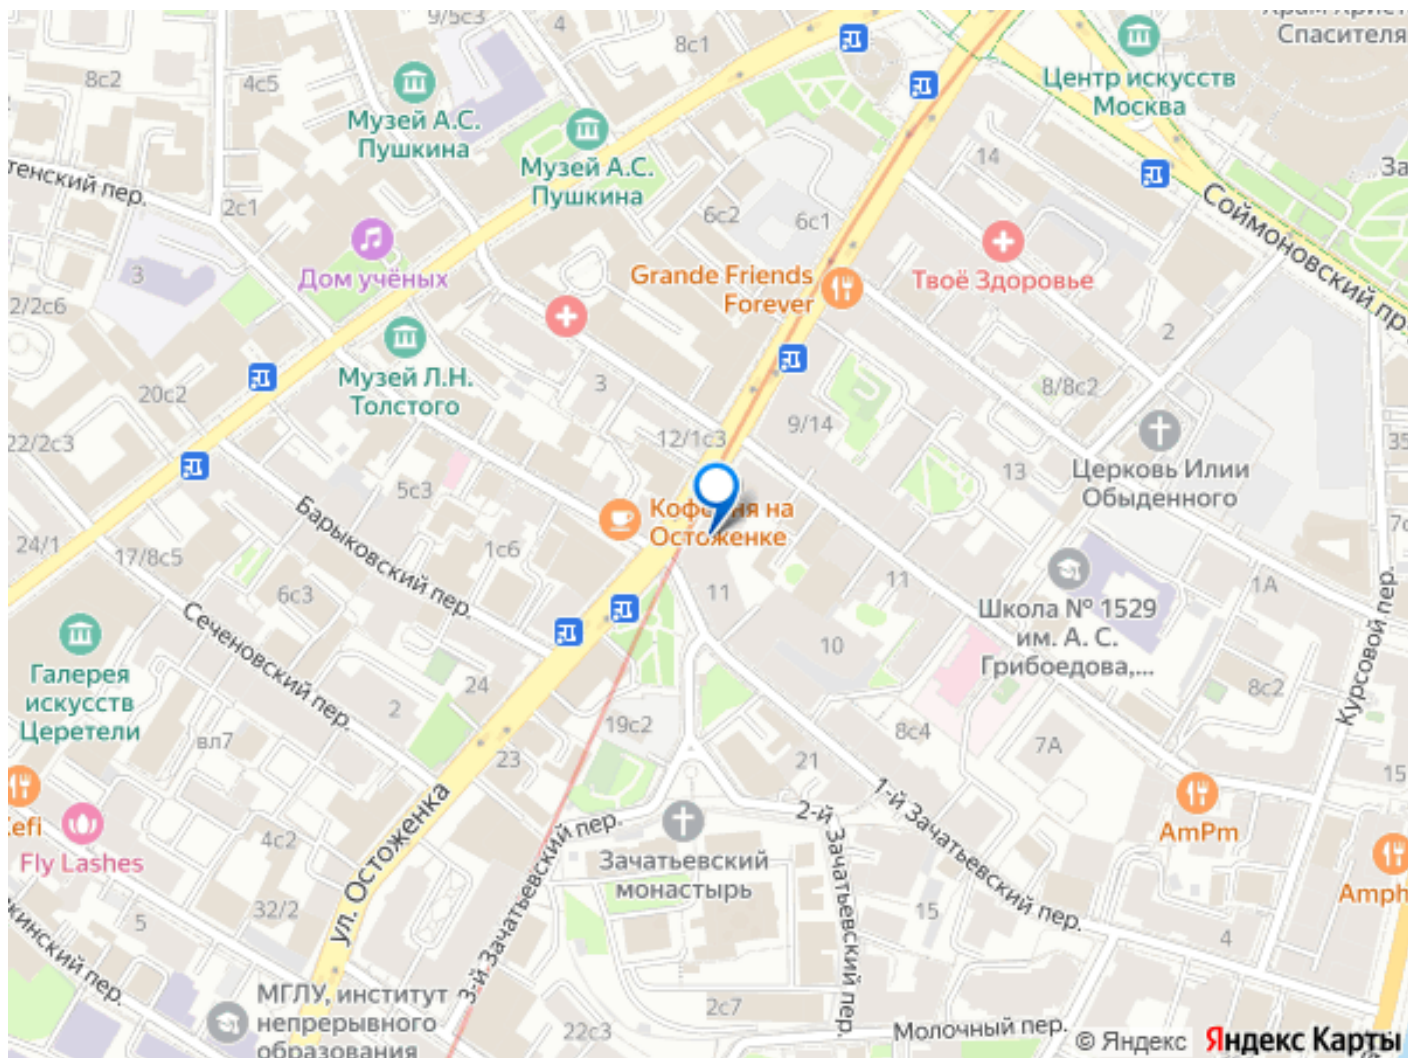 9/5с3
4
8с1
Спасителя
Центр искусств
Москва
8с2
4с5
Музей А.С.
Пушкина
Музей А.С.
Пушкина
14
За
тенский пер.
2с1
6с2
6с1
Соймоновский пр-
3
Дом учёных
Grande Friends
Forever
Твоё Здоровье
2/2с6
2
Музей Л.Н.
Толстого
3
8/8с2
20с2
12/1с3
9/14
22/2с3
5с3
13
Церковь Илии
Обыденного
35
Кофейня на
Остоженке
7с
24/1
17/8с5
1с6
Барыковский пер.
6с3
11
11
1А
Школа № 1529
им. А. С.
Грибоедова,...
10
Сеченовский пер.
Галерея
искусств
Церетели
24
2
8с2
Курсовой пер.
вл7
19с2
8с4
7А
23
21
15
1-й Зачатьевский пер.
2-й Зачатьевский пер.
AmPm
Kefi
Fly Lashes
4с2
ул. Остоженка
Зачатьевский
монастырь
3-й Зачатьевский пер.
Amph
32/2
5
15
4
жинский пер.
МГЛУ, институт
непрерывного
образования
2с7
22с3
Молочный пер.
© Яндекс Яндекс Карты